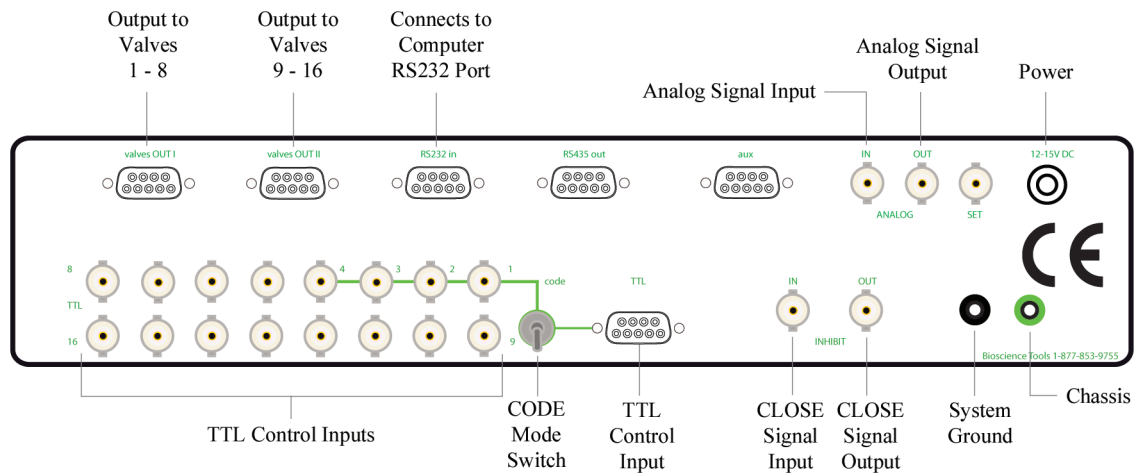 Output to
Valves
1 - 8
Output to
Valves
9 - 16
Connects to
Computer
RS232 Port
Analog Signal Input
Analog Signal
Output
Power
valves OUT I
valves OUT II
RS232 in
RS435 out
aux
IN
OUT
12-15V DC
ANALOG
SET
8
4
3
2
1
code
TTL
IN
OUT
TTL
16
9
INHIBIT
CE
Bioscience Tools 1-877-853-9755
TTL Control Inputs
CODE
Mode
Switch
TTL
Control
Input
CLOSE
Signal
Input
CLOSE
Signal
Output
System
Ground
Chassis